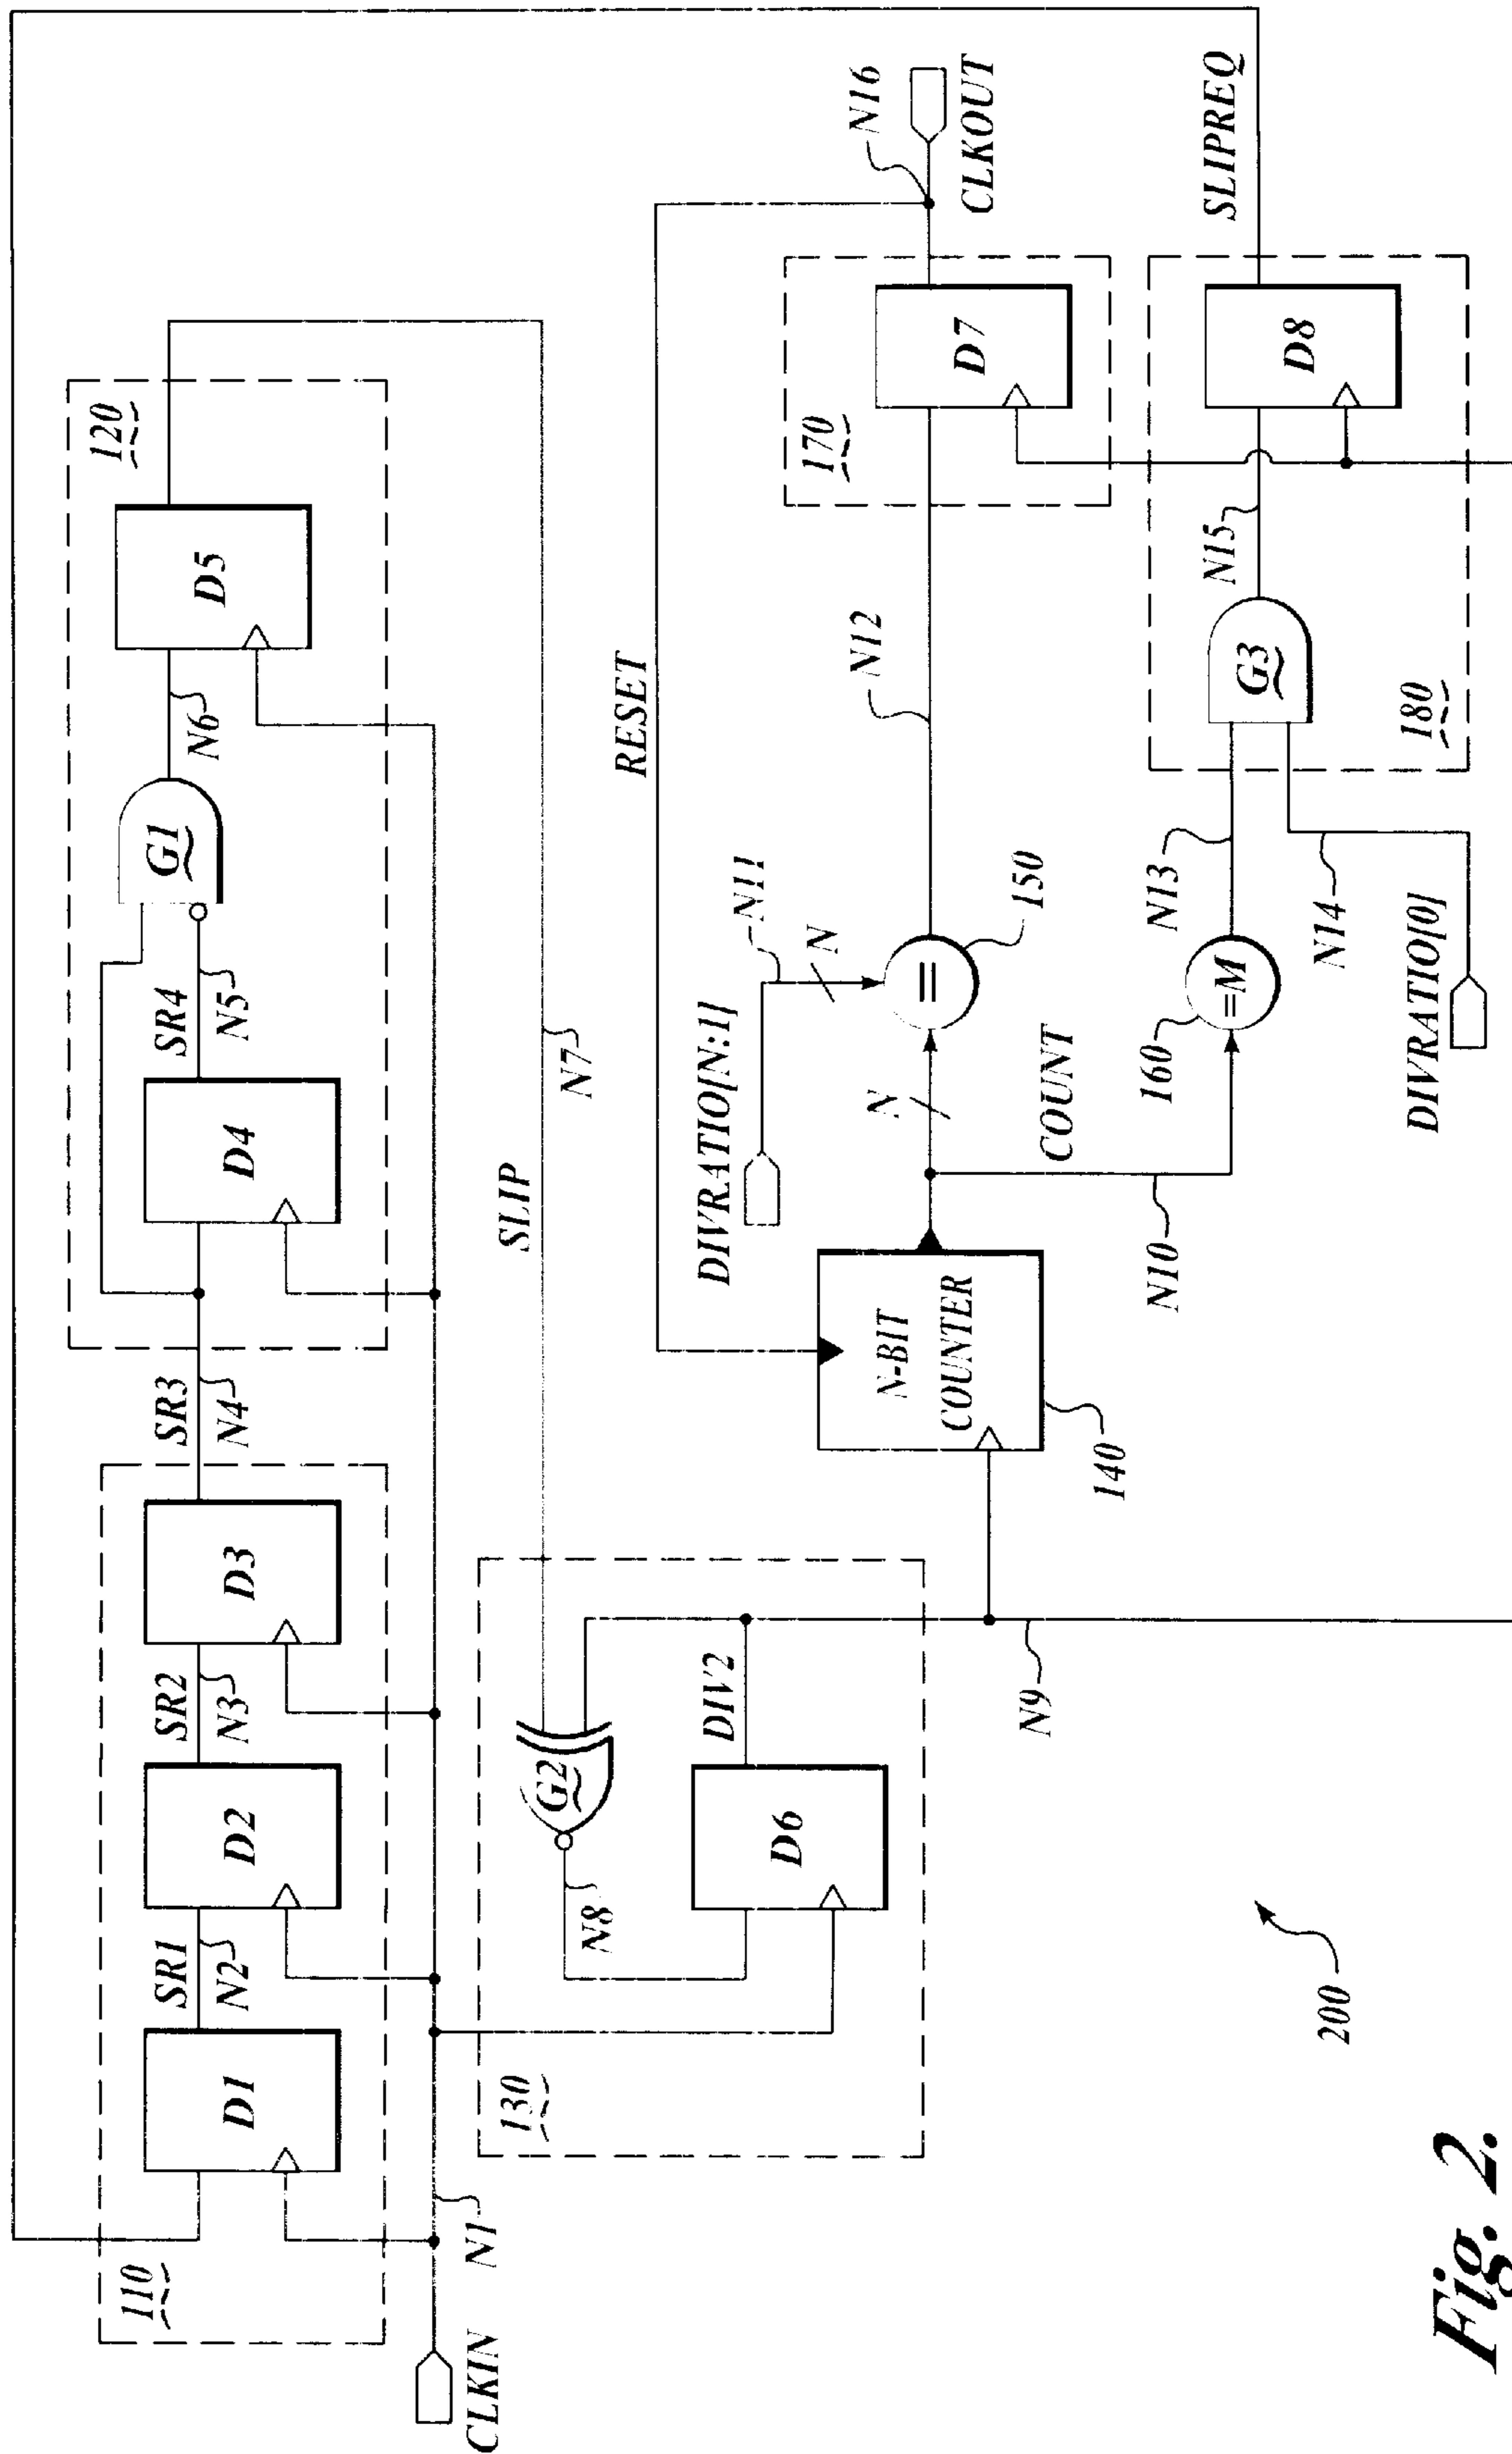 110
D1
SR1
N2
D2
SR2
N3
D3
SR3
N4
120
D4
SR4
N5
G1
N6
D5
CLKIN
N1
SLIP
N7
130
G2
N8
D6
DIV2
N9
RESET
N-BIT
COUNTER
140
DIVRATIO[N:1]
N11
N
N
COUNT
N10
=
150
N12
170
D7
N16
CLKOUT
160
=M
N13
N14
DIVRATIO[0]
180
G3
N15
D8
SLIPREQ
200
Fig. 2.